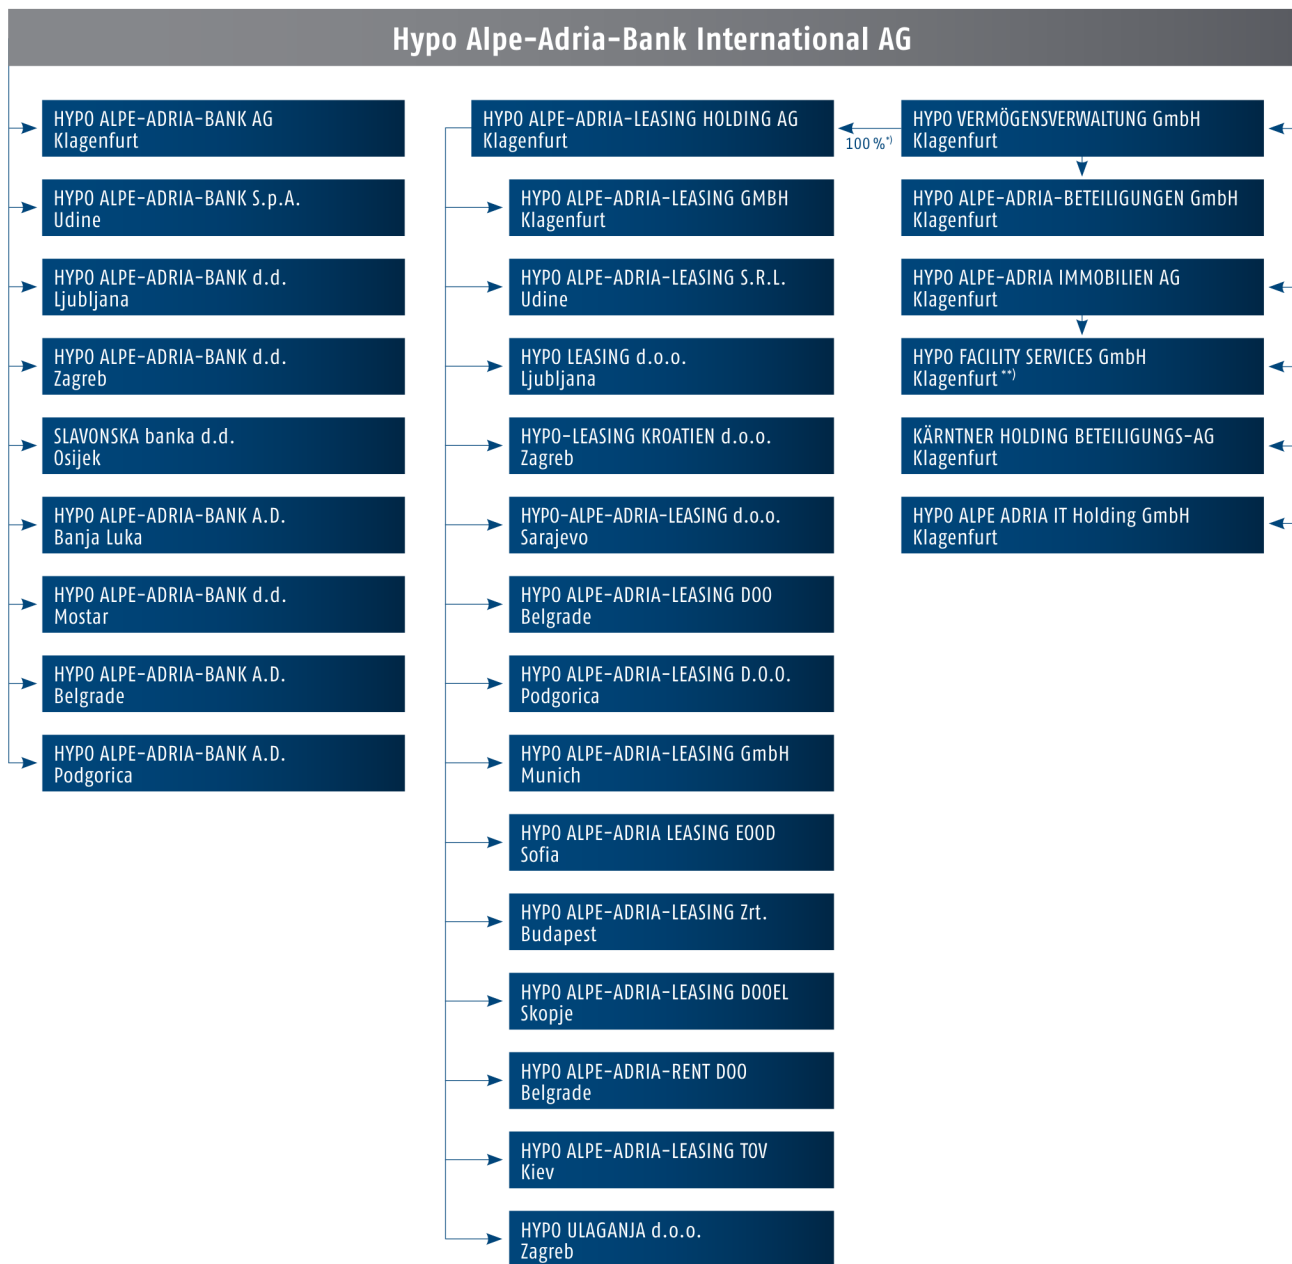 Hypo Alpe-Adria-Bank International AG
HYPO ALPE-ADRIA-BANK AG
Klagenfurt
HYPO ALPE-ADRIA-BANK S.p.A.
Udine
HYPO ALPE-ADRIA-BANK d.d.
Ljubljana
HYPO ALPE-ADRIA-BANK d.d.
Zagreb
SLAVONSKA banka d.d.
Osijek
HYPO ALPE-ADRIA-BANK A.D.
Banja Luka
HYPO ALPE-ADRIA-BANK d.d.
Mostar
HYPO ALPE-ADRIA-BANK A.D.
Belgrade
HYPO ALPE-ADRIA-BANK A.D.
Podgorica
HYPO ALPE-ADRIA-LEASING HOLDING AG
Klagenfurt
HYPO ALPE-ADRIA-LEASING GMBH
Klagenfurt
HYPO ALPE-ADRIA-LEASING S.R.L.
Udine
HYPO LEASING d.o.o.
Ljubljana
HYPO-LEASING KROATIEN d.o.o.
Zagreb
HYPO-ALPE-ADRIA-LEASING d.o.o.
Sarajevo
HYPO ALPE-ADRIA-LEASING DOO
Belgrade
HYPO ALPE-ADRIA-LEASING D.O.O.
Podgorica
HYPO ALPE-ADRIA-LEASING GmbH
Munich
HYPO ALPE-ADRIA LEASING EOOD
Sofia
HYPO ALPE-ADRIA-LEASING Zrt.
Budapest
HYPO ALPE-ADRIA-LEASING DOOEL
Skopje
HYPO ALPE-ADRIA-RENT DOO
Belgrade
HYPO ALPE-ADRIA-LEASING TOV
Kiev
HYPO ULAGANJA d.o.o.
Zagreb
100 %*)
HYPO VERMÖGENSVERWALTUNG GmbH
Klagenfurt
HYPO ALPE-ADRIA-BETEILIGUNGEN GmbH
Klagenfurt
HYPO ALPE-ADRIA IMMOBILIEN AG
Klagenfurt
HYPO FACILITY SERVICES GmbH
Klagenfurt **)
KÄRNTNER HOLDING BETEILIGUNGS-AG
Klagenfurt
HYPO ALPE ADRIA IT Holding GmbH
Klagenfurt